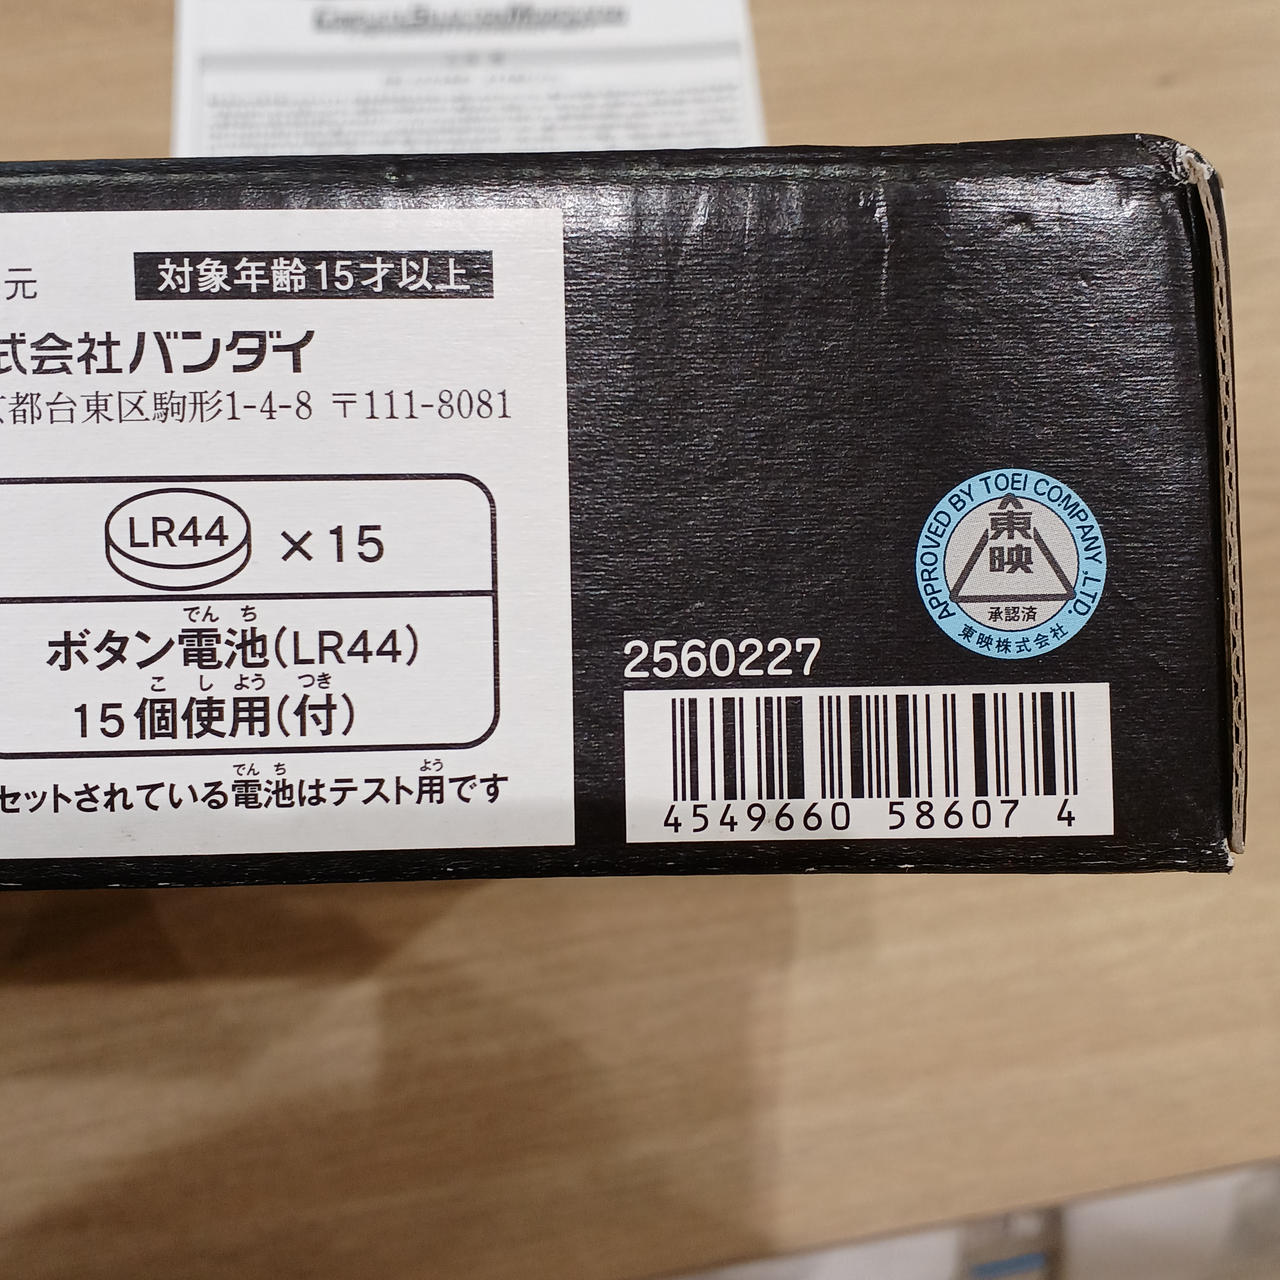 元
対象年齢15才以上
式会社バンダイ
都台東区駒形1-4-8 〒111-8081
LR44
×15
でん ち
ボタン電池(LR44)
こ し よう つき
15個使用(付)
でん ち よう
セットされている電池はテスト用です
APPROVED BY TOEI COMPANY,LTD.
東映
承認済
東映株式会社
2560227
4549660 58607 4